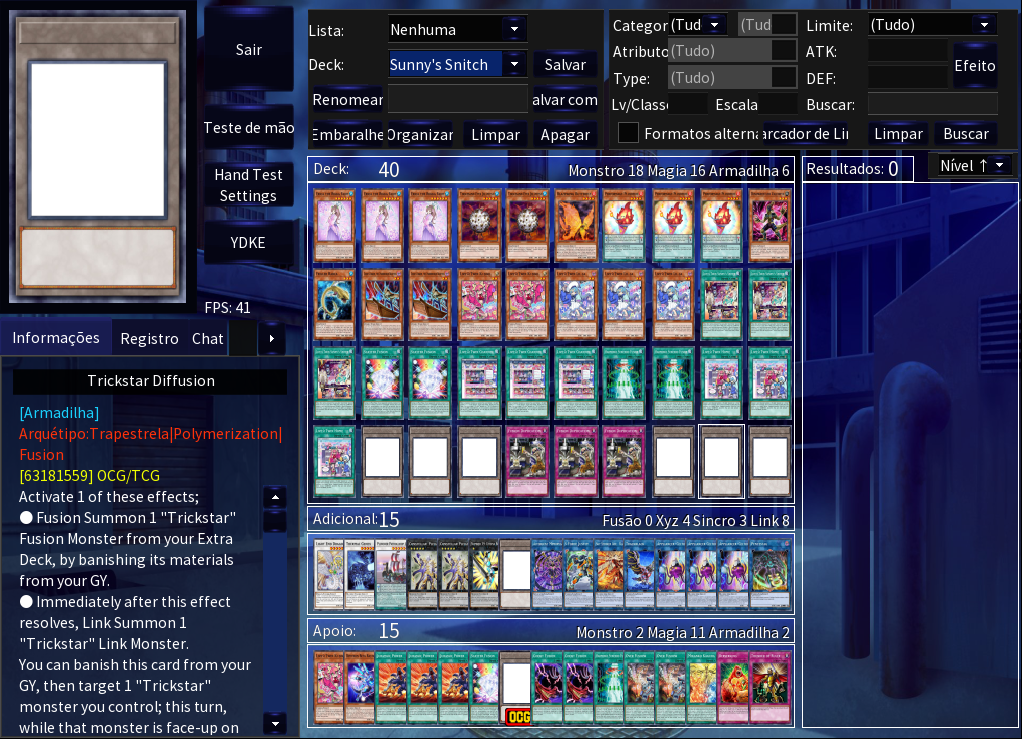 Sair
Teste de mão
Hand Test
Settings
YDKE
FPS: 41
Lista:
Nenhuma
Deck:
Sunny's Snitch
Salvar
Renomear
alvar com
Embaralhe
Organizar
Limpar
Apagar
Categor
(Tud
(Tud
Limite:
(Tudo)
Atributo
(Tudo)
ATK:
Efeito
Type:
(Tudo)
DEF:
Lv/Classe
Escala
Buscar:
Formatos alterna
arcador de Lin
Limpar
Buscar
Deck: 40
Monstro 18 Magia 16 Armadilha 6
Resultados: 0
Nível ↑
Informações
Registro
Chat
Trickstar Diffusion
[Armadilha]
Arquétipo:Trapestrela|Polymerization|
Fusion
[63181559] OCG/TCG
Activate 1 of these effects;
● Fusion Summon 1 "Trickstar"
Fusion Monster from your Extra
Deck, by banishing its materials
from your GY.
● Immediately after this effect
resolves, Link Summon 1
"Trickstar" Link Monster.
You can banish this card from your
GY, then target 1 "Trickstar"
monster you control; this turn,
while that monster is face-up on
Adicional: 15
Fusão 0 Xyz 4 Sincro 3 Link 8
Apoio: 15
Monstro 2 Magia 11 Armadilha 2
OCG